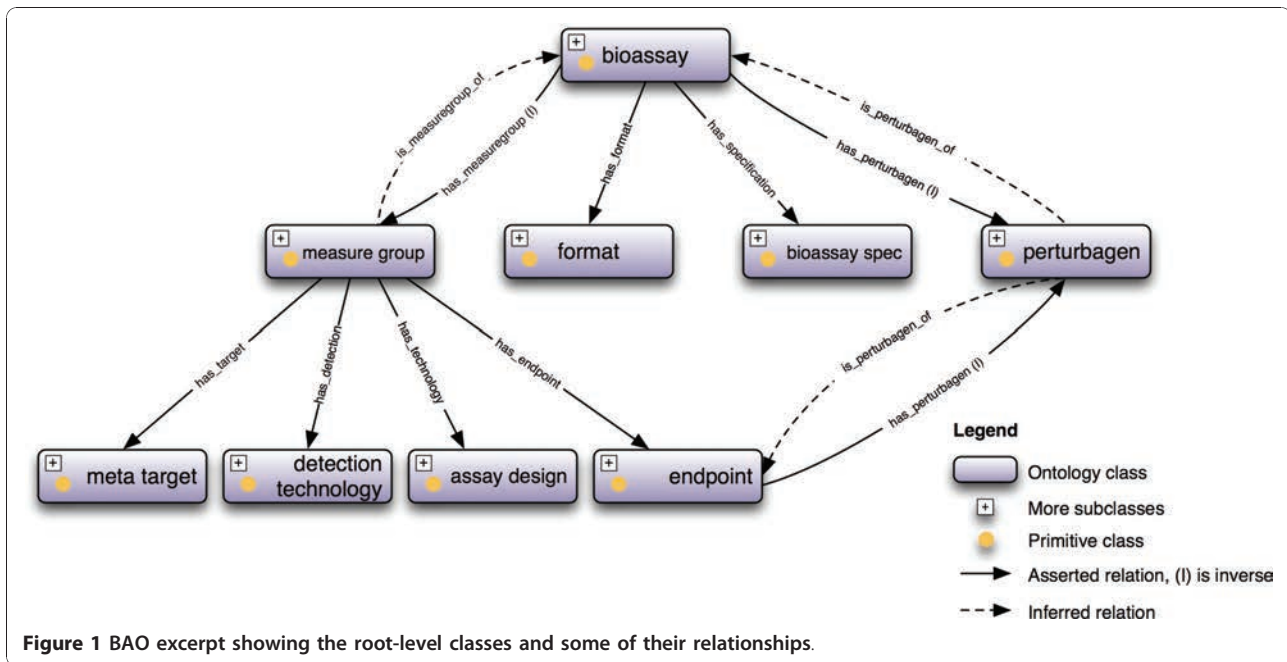 bioassay
is_measuregroup_of
has_measuregroup (I)
has_format
has_specification
has_perturbagen (I)
is_perturbagen_of
measure group
format
bioassay spec
perturbagen
has_target
has_detection
has_technology
has_endpoint
is_perturbagen_of
has_perturbagen (I)
meta target
detection
technology
assay design
endpoint
Legend
Ontology class
More subclasses
Primitive class
Asserted relation, (I) is inverse
Inferred relation
Figure 1 BAO excerpt showing the root-level classes and some of their relationships.